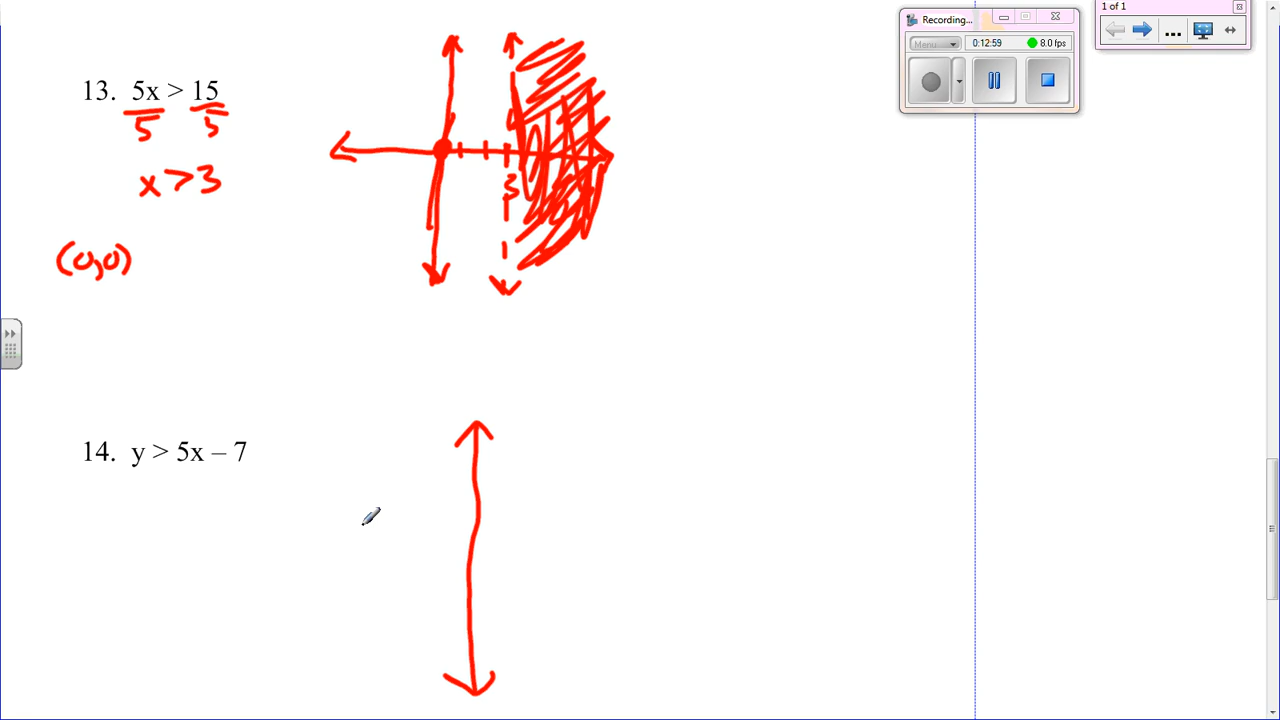 1 of 1
Recording...
Menu
0:12:59
8.0 fps
...
13. 5x > 15
5 5
x > 3
3
(0,0)
14. y > 5x – 7